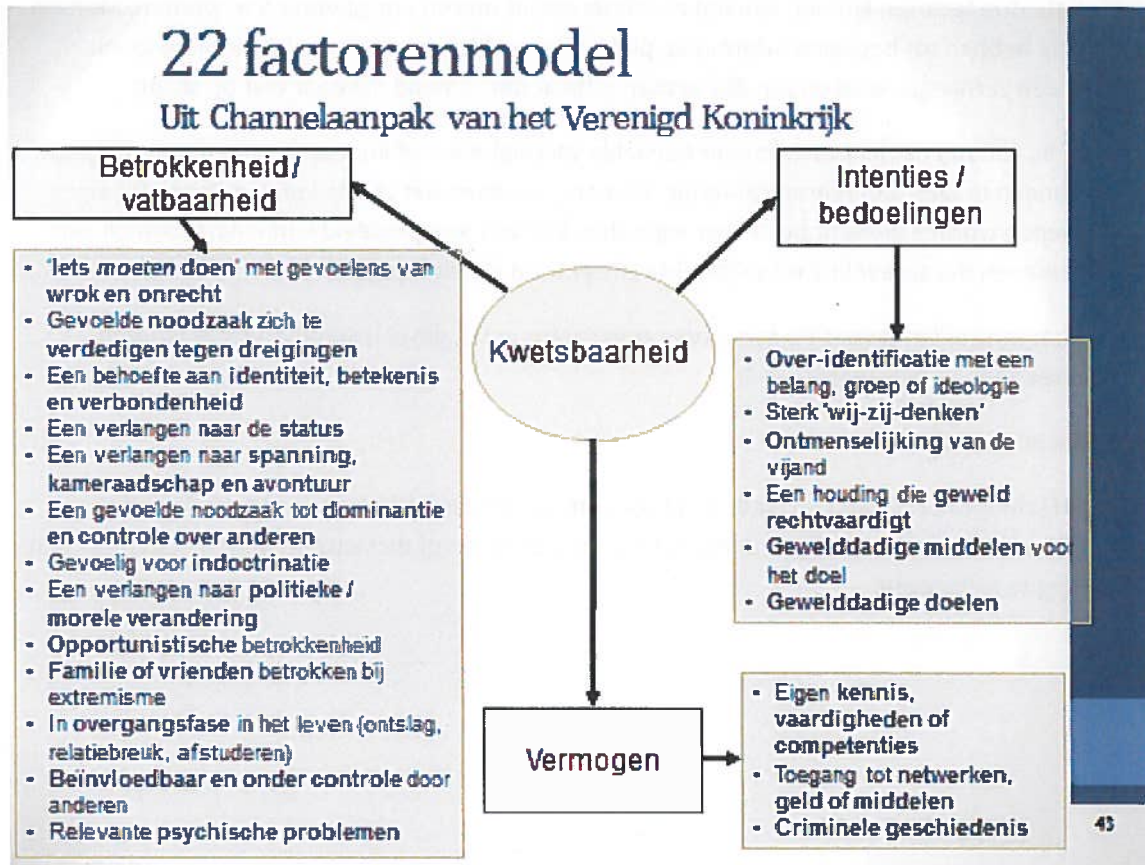 22 factorenmodel
Uit Channelaanpak van het Verenigd Koninkrijk
Betrokkenheid /
vatbaarheid
Intenties /
bedoelingen
Kwetsbaarheid
- 'Iets moeten doen' met gevoelens van
wrok en onrecht
- Gevoelde noodzaak zich te
verdedigen tegen dreigingen
- Een behoefte aan identiteit, betekenis
en verbondenheid
- Een verlangen naar de status
- Een verlangen naar spanning,
kameraadschap en avontuur
- Een gevoelde noodzaak tot dominantie
en controle over anderen
- Gevoelig voor indoctrinatie
- Een verlangen naar politieke /
morele verandering
- Opportunistische betrokkenheid
- Familie of vrienden betrokken bij
extremisme
- In overgangsfase in het leven (ontslag,
relatiebreuk, afstuderen)
- Beïnvloedbaar en onder controle door
anderen
- Relevante psychische problemen
- Over-identificatie met een
belang, groep of ideologie
- Sterk 'wij-zij-denken'
- Ontmenselijking van de
vijand
- Een houding die geweld
rechtvaardigt
- Gewelddadige middelen voor
het doel
- Gewelddadige doelen
Vermogen
- Eigen kennis,
vaardigheden of
competenties
- Toegang tot netwerken,
geld of middelen
- Criminele geschiedenis
43